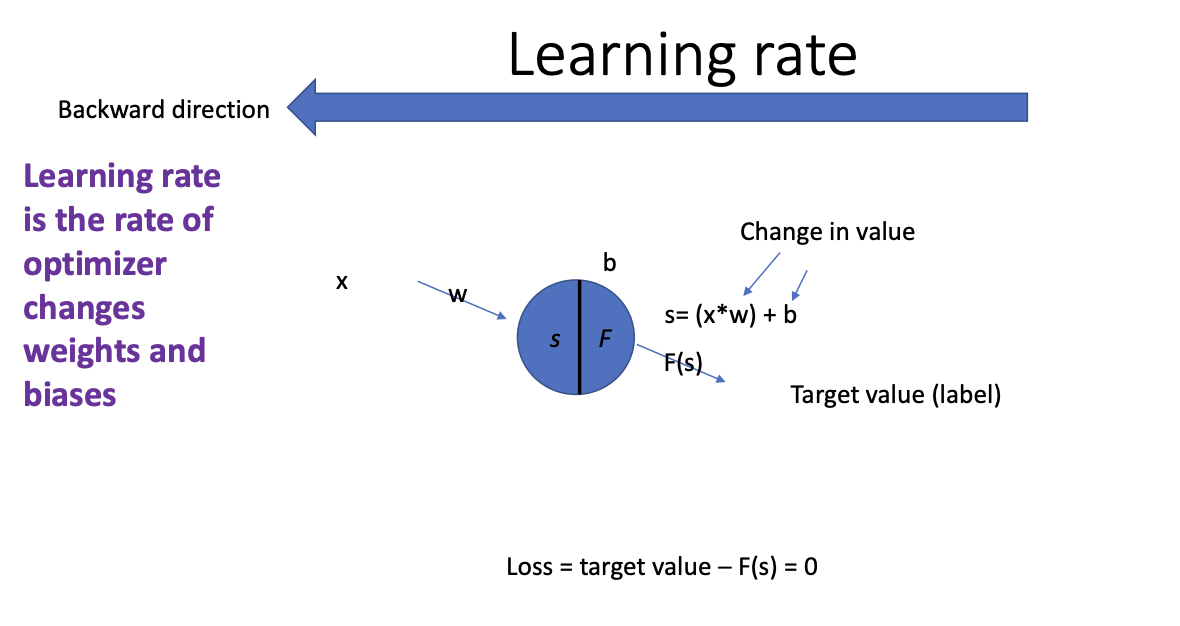 Learning rate
Backward direction
Learning rate
is the rate of
optimizer
changes
weights and
biases
Change in value
b
x
w
s= (x*w) + b
s
F
F(s)
Target value (label)
Loss = target value – F(s) = 0